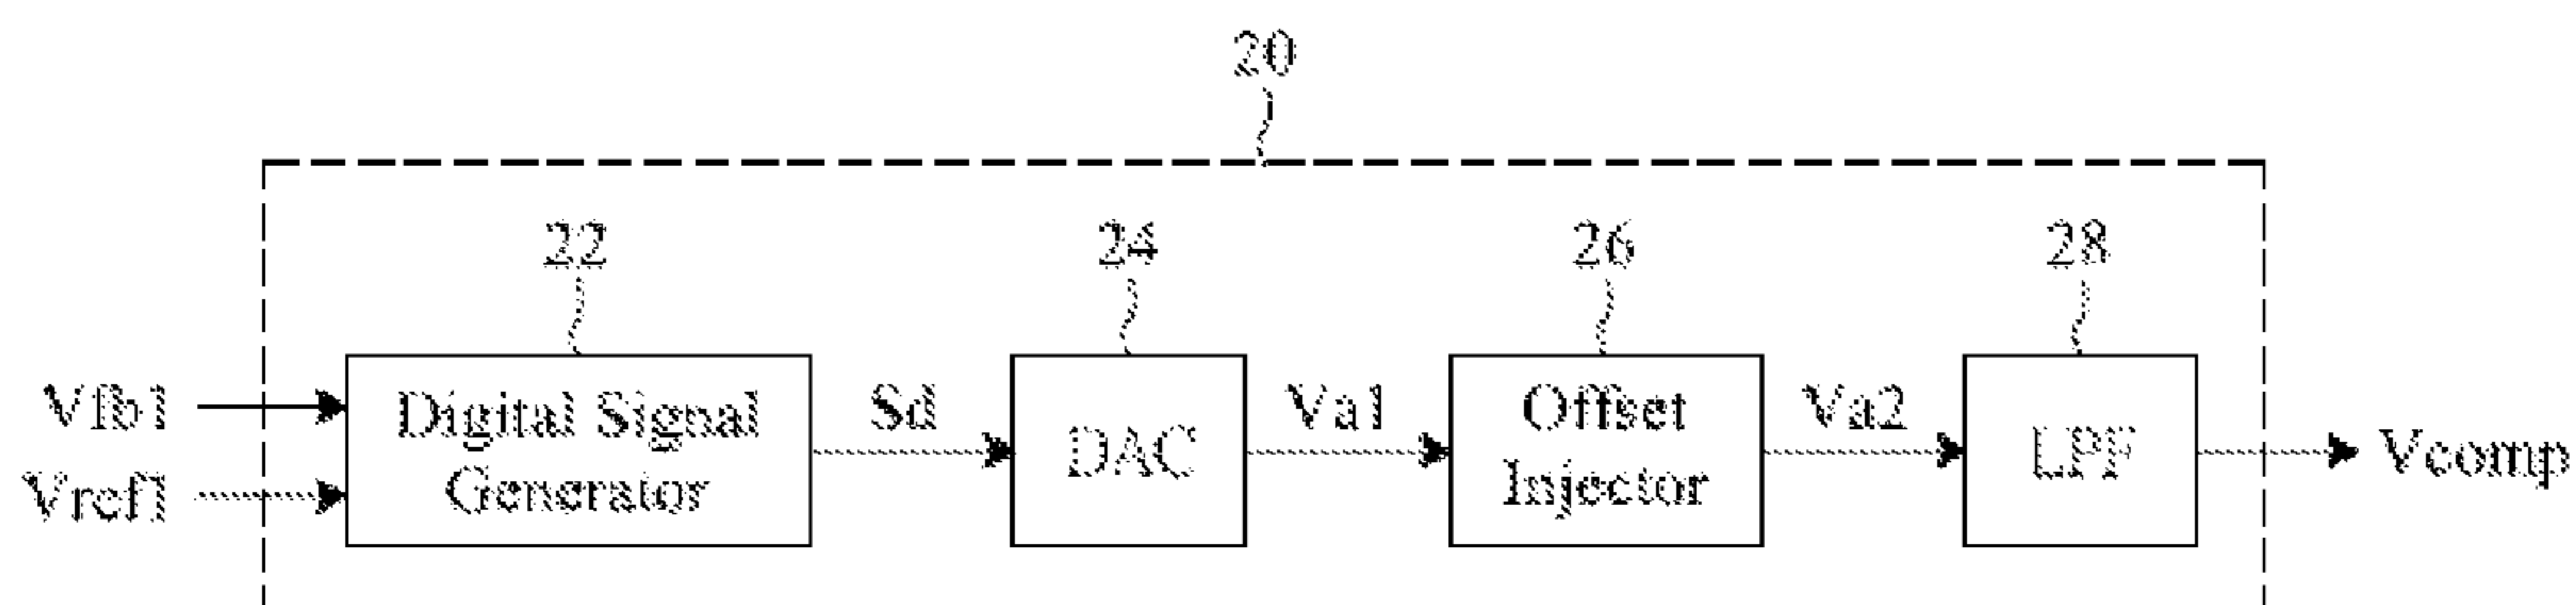 20
22 24 26 28
Vfb1 Digital Signal Sd Va1 Offset Va2
DAC LPF Vcomp
Vref1 Generator Injector